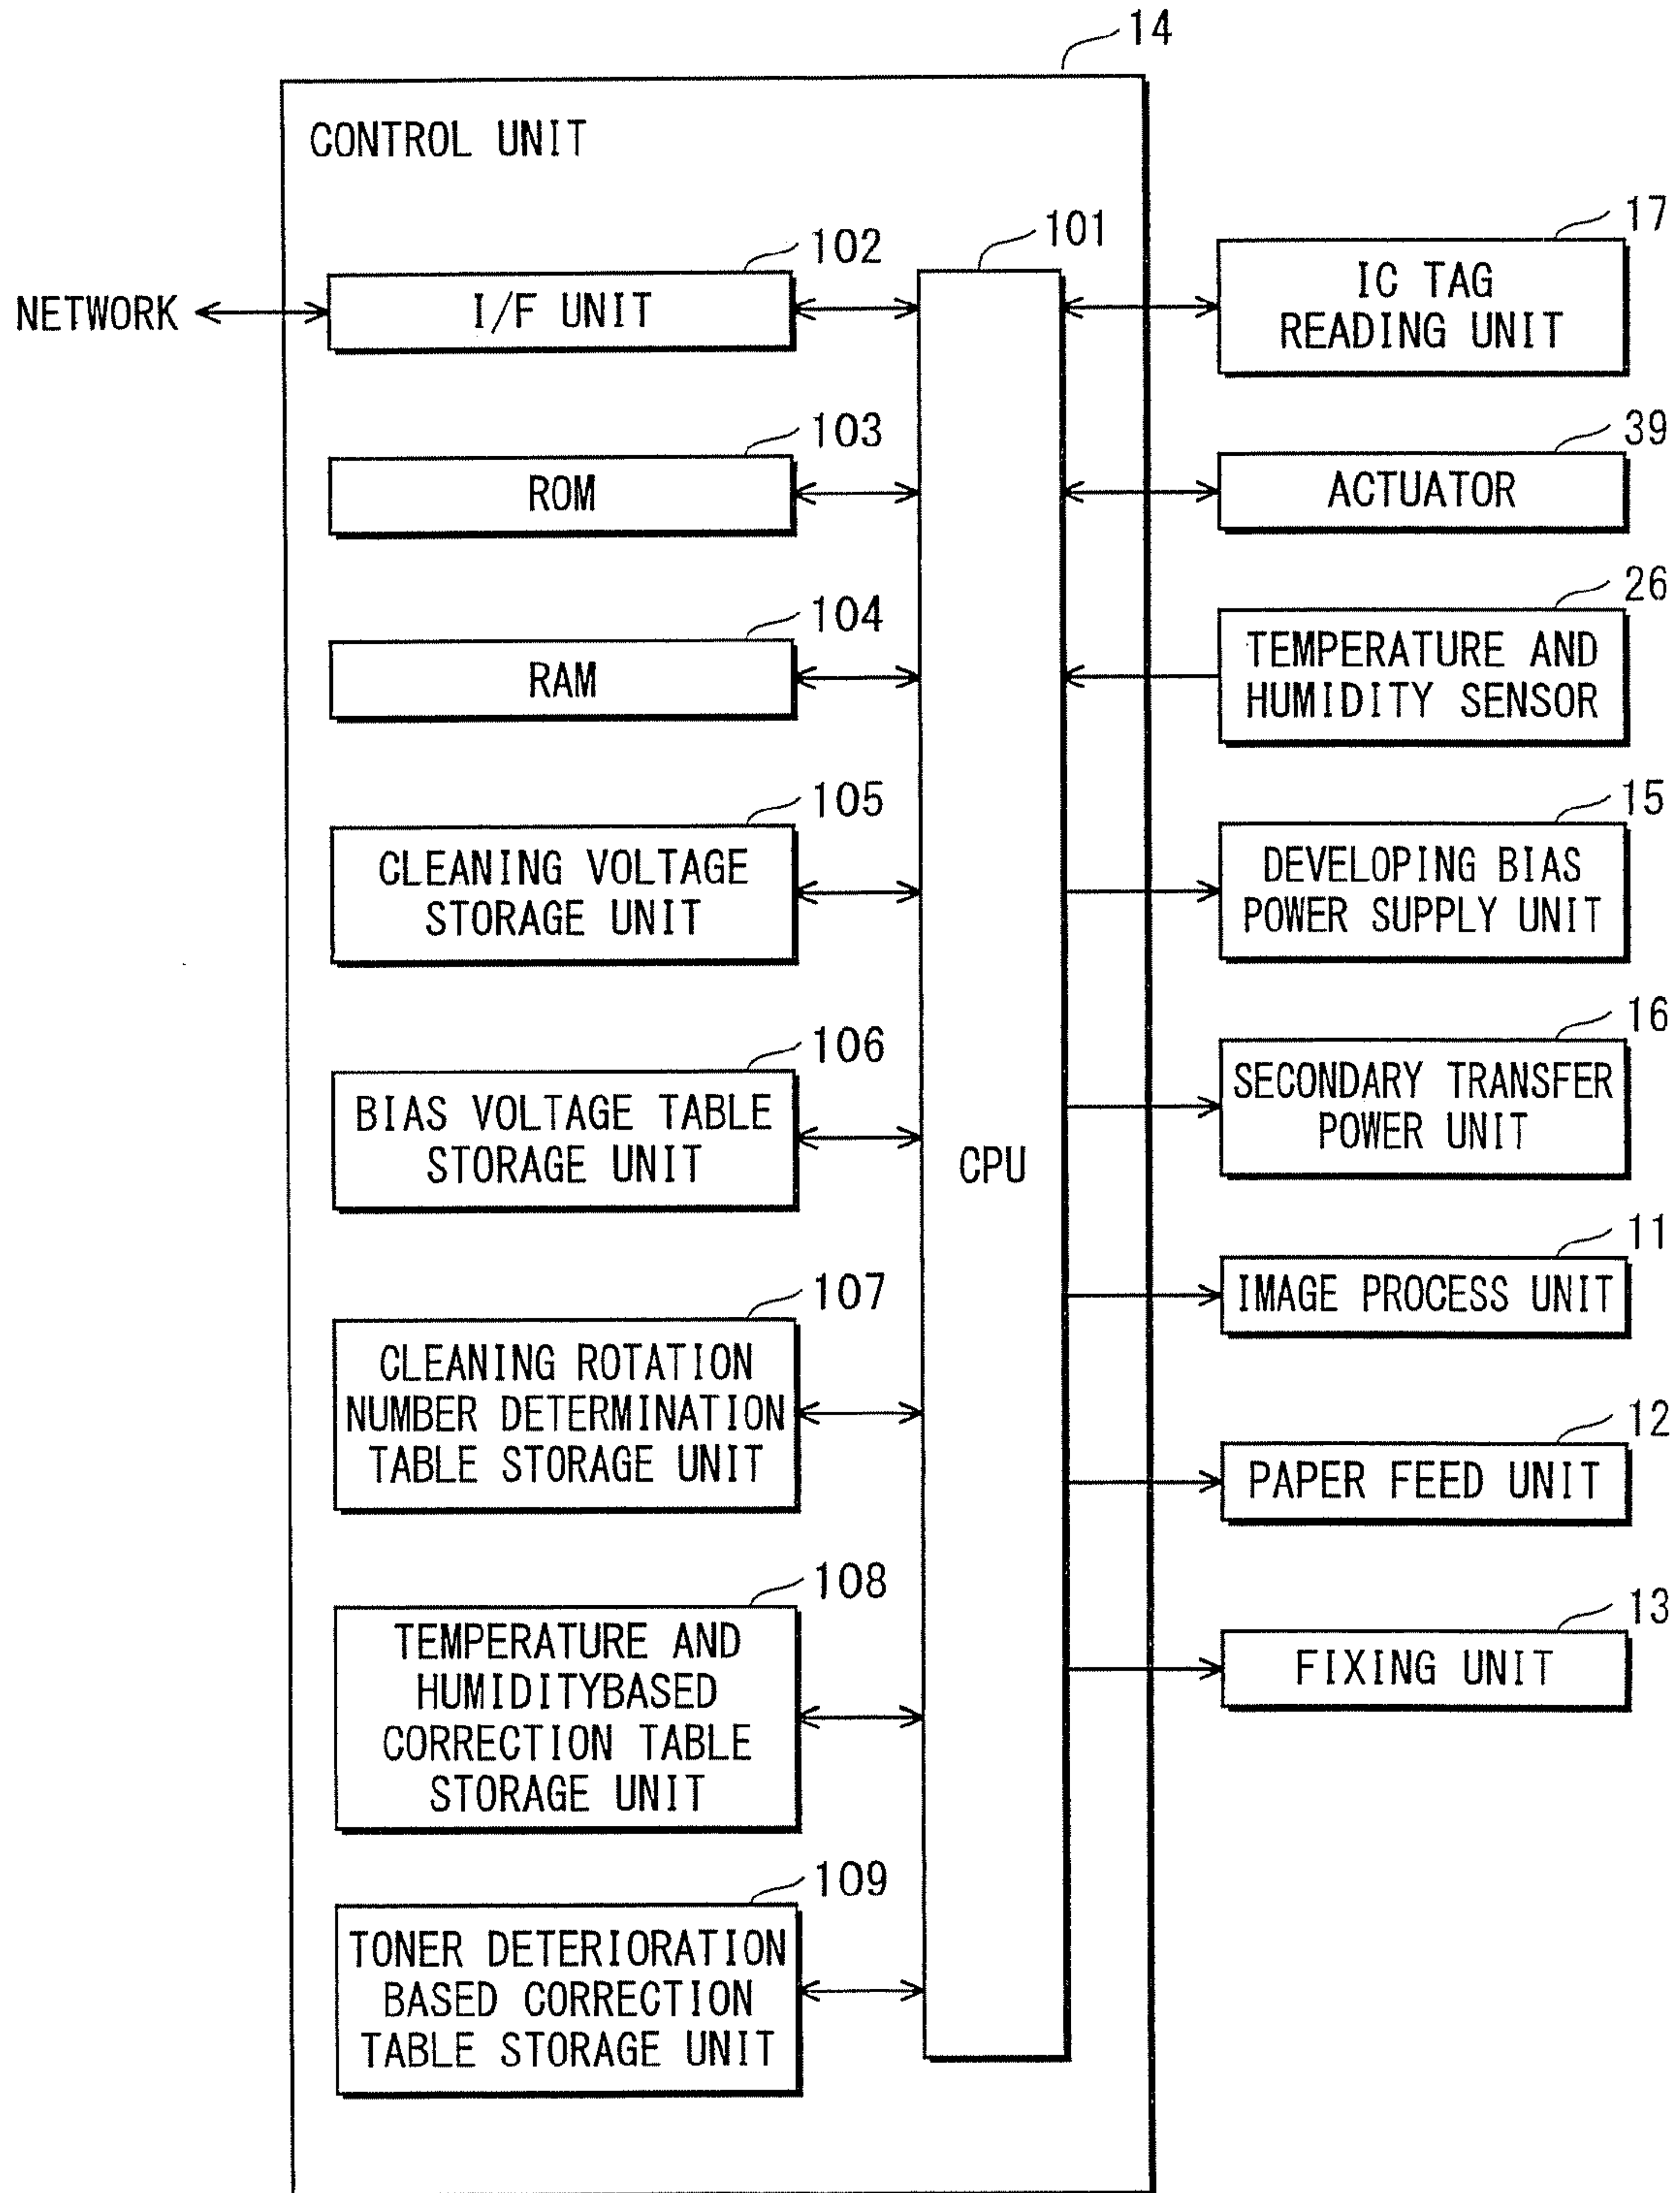 14
CONTROL UNIT
NETWORK
102
I/F UNIT
103
ROM
104
RAM
105
CLEANING VOLTAGE
STORAGE UNIT
106
BIAS VOLTAGE TABLE
STORAGE UNIT
107
CLEANING ROTATION
NUMBER DETERMINATION
TABLE STORAGE UNIT
108
TEMPERATURE AND
HUMIDITYBASED
CORRECTION TABLE
STORAGE UNIT
109
TONER DETERIORATION
BASED CORRECTION
TABLE STORAGE UNIT
101
CPU
17
IC TAG
READING UNIT
39
ACTUATOR
26
TEMPERATURE AND
HUMIDITY SENSOR
15
DEVELOPING BIAS
POWER SUPPLY UNIT
16
SECONDARY TRANSFER
POWER UNIT
11
IMAGE PROCESS UNIT
12
PAPER FEED UNIT
13
FIXING UNIT